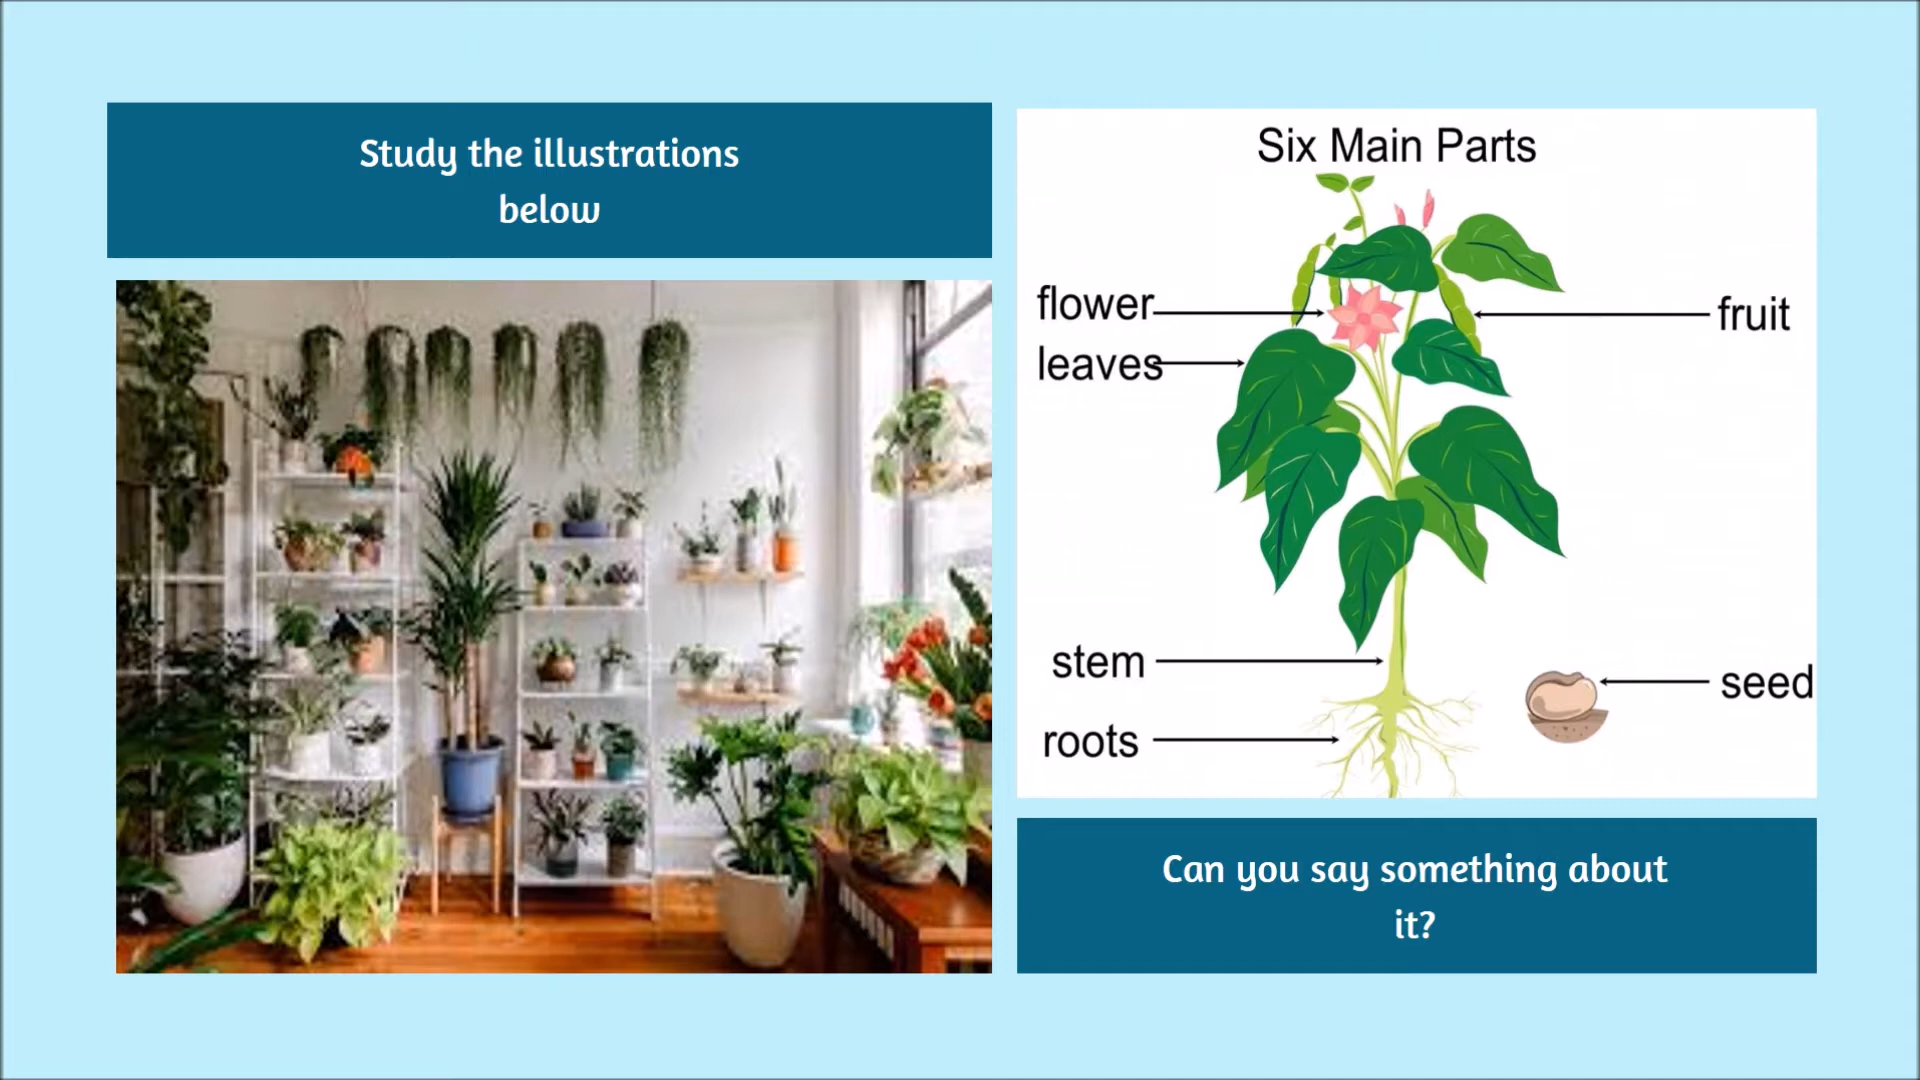 Study the illustrations
below
Six Main Parts
flower
fruit
leaves
stem
seed
roots
Can you say something about
it?